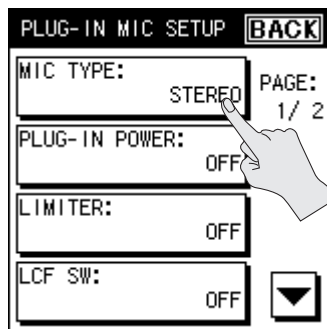 PLUG-IN MIC SETUP BACK
MIC TYPE:
STEREO
PAGE:
1/ 2
PLUG-IN POWER:
OFF
LIMITER:
OFF
LCF SW:
OFF